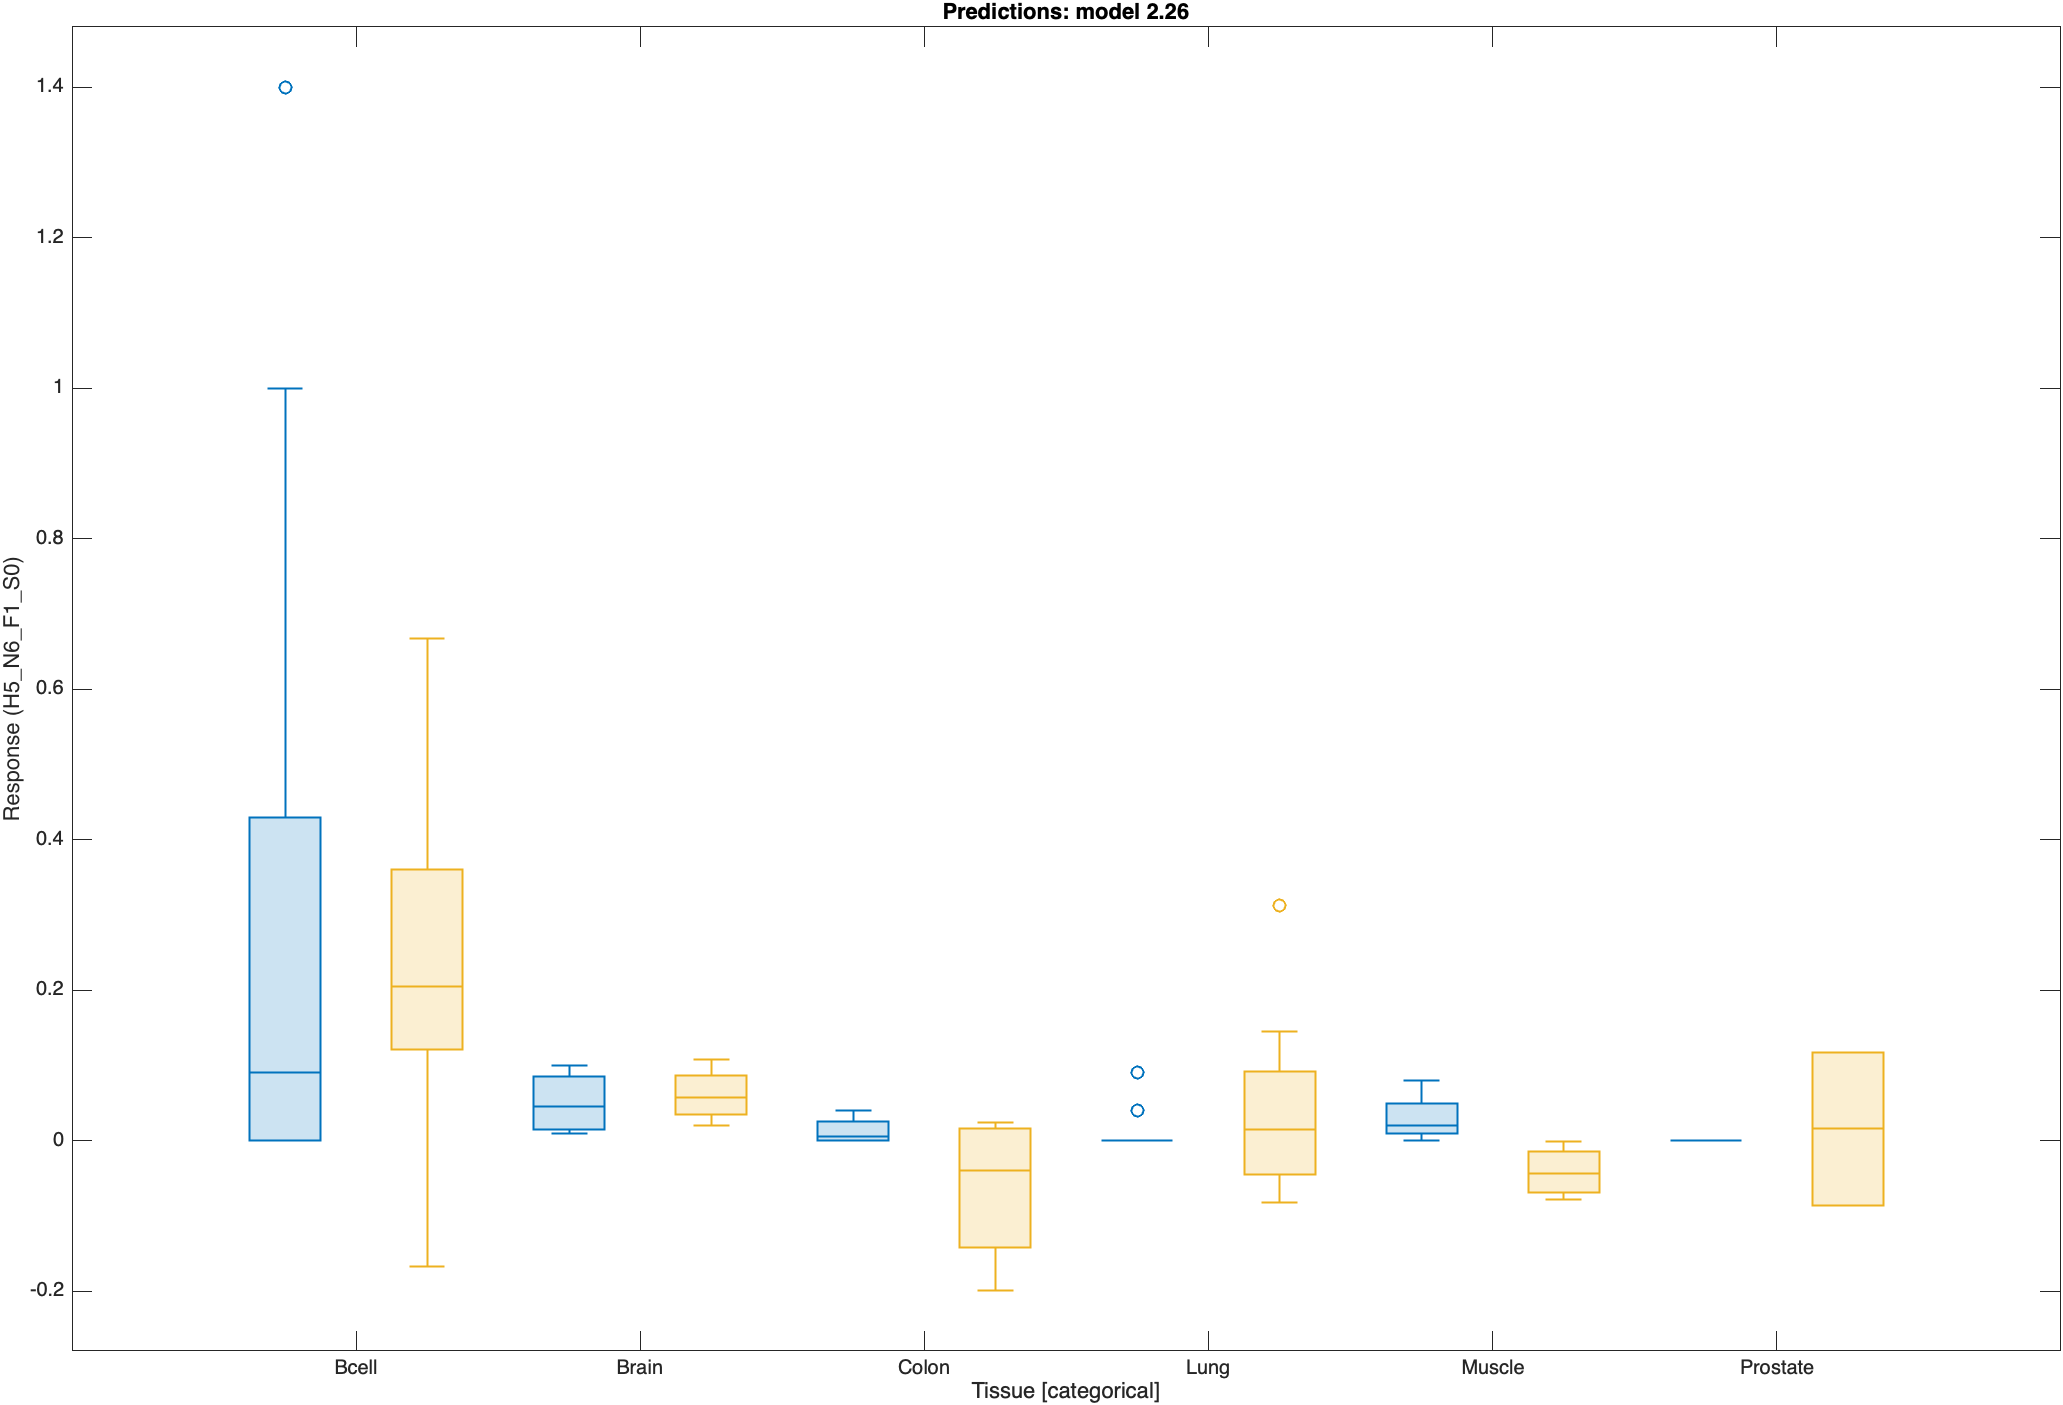 Predictions: model 2.26
1.4
1.2
1
0.8
0.6
0.4
0.2
0
-0.2
Response (H5_N6_F1_S0)
Bcell Brain Colon Lung Muscle Prostate
Tissue [categorical]